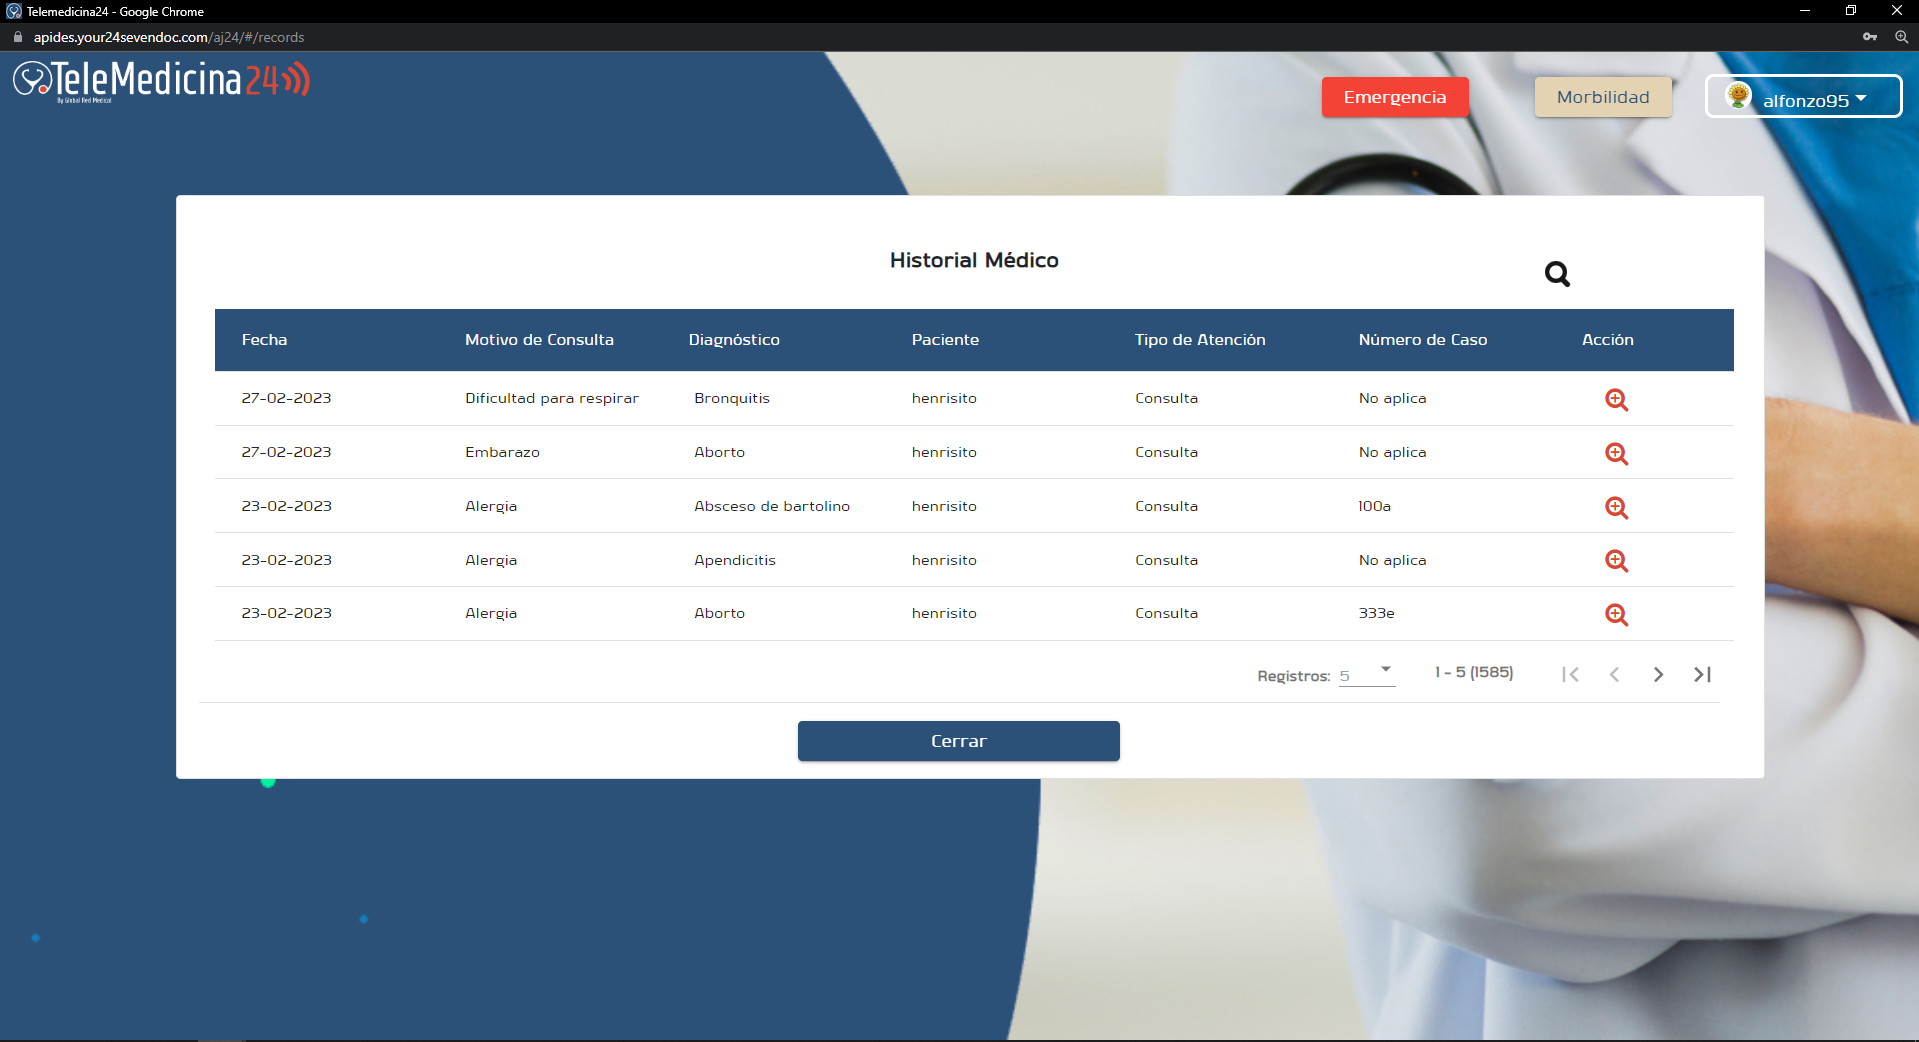 Telemedicina24 - Google Chrome
apides.your24sevendoc.com/aj24/#/records
TeleMedicina24
By Global Red Medical
Emergencia
Morbilidad
alfonzo95
Historial Médico
Fecha Motivo de Consulta Diagnóstico Paciente Tipo de Atención Número de Caso Acción
27-02-2023 Dificultad para respirar Bronquitis henrisito Consulta No aplica
27-02-2023 Embarazo Aborto henrisito Consulta No aplica
23-02-2023 Alergia Absceso de bartolino henrisito Consulta 100a
23-02-2023 Alergia Apendicitis henrisito Consulta No aplica
23-02-2023 Alergia Aborto henrisito Consulta 333e
Registros: 5 1 - 5 (1585)
Cerrar